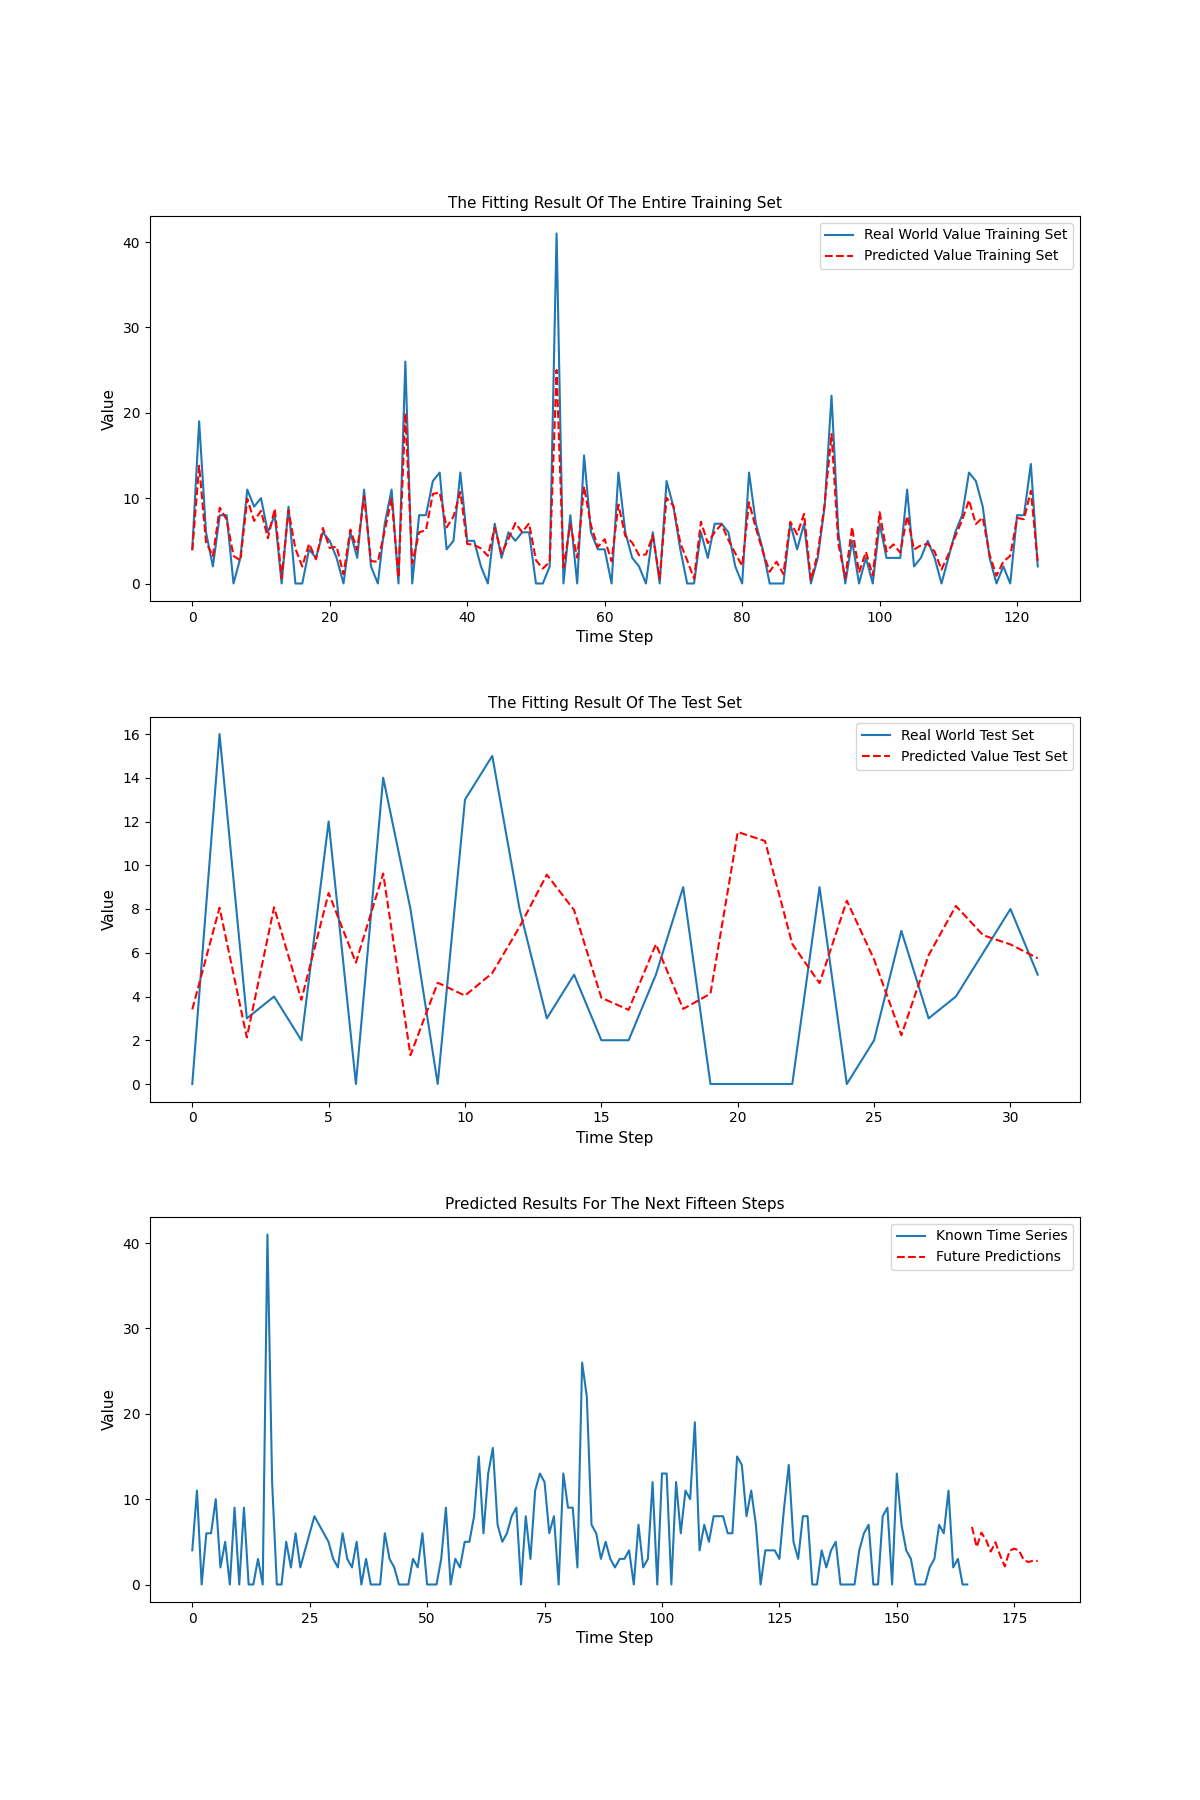 The Fitting Result Of The Entire Training Set
Real World Value Training Set
Predicted Value Training Set
Value
40
30
20
10
0
0 20 40 60 80 100 120
Time Step
The Fitting Result Of The Test Set
Real World Test Set
Predicted Value Test Set
Value
16
14
12
10
8
6
4
2
0
0 5 10 15 20 25 30
Time Step
Predicted Results For The Next Fifteen Steps
Known Time Series
Future Predictions
Value
40
30
20
10
0
0 25 50 75 100 125 150 175
Time Step